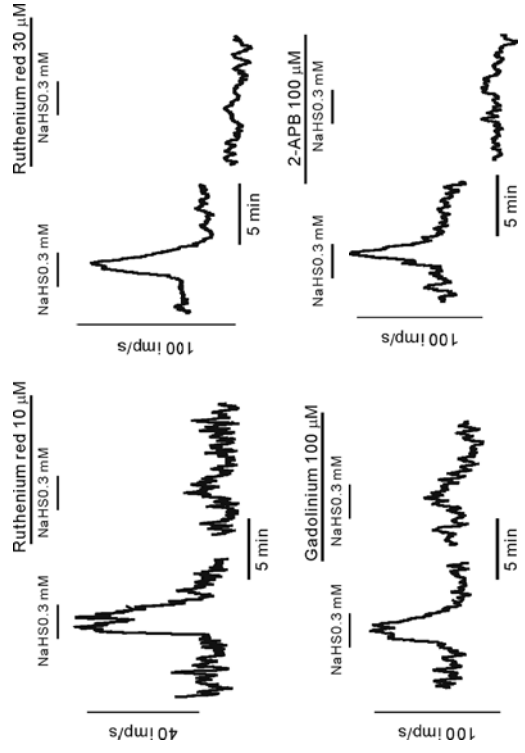 Ruthenium red 10 µM
NaHS0.3 mM
NaHS0.3 mM
40 imp/s
5 min
Ruthenium red 30 µM
NaHS0.3 mM
NaHS0.3 mM
100 imp/s
5 min
Gadolinium 100 µM
NaHS0.3 mM
NaHS0.3 mM
100 imp/s
5 min
2-APB 100 µM
NaHS0.3 mM
NaHS0.3 mM
100 imp/s
5 min